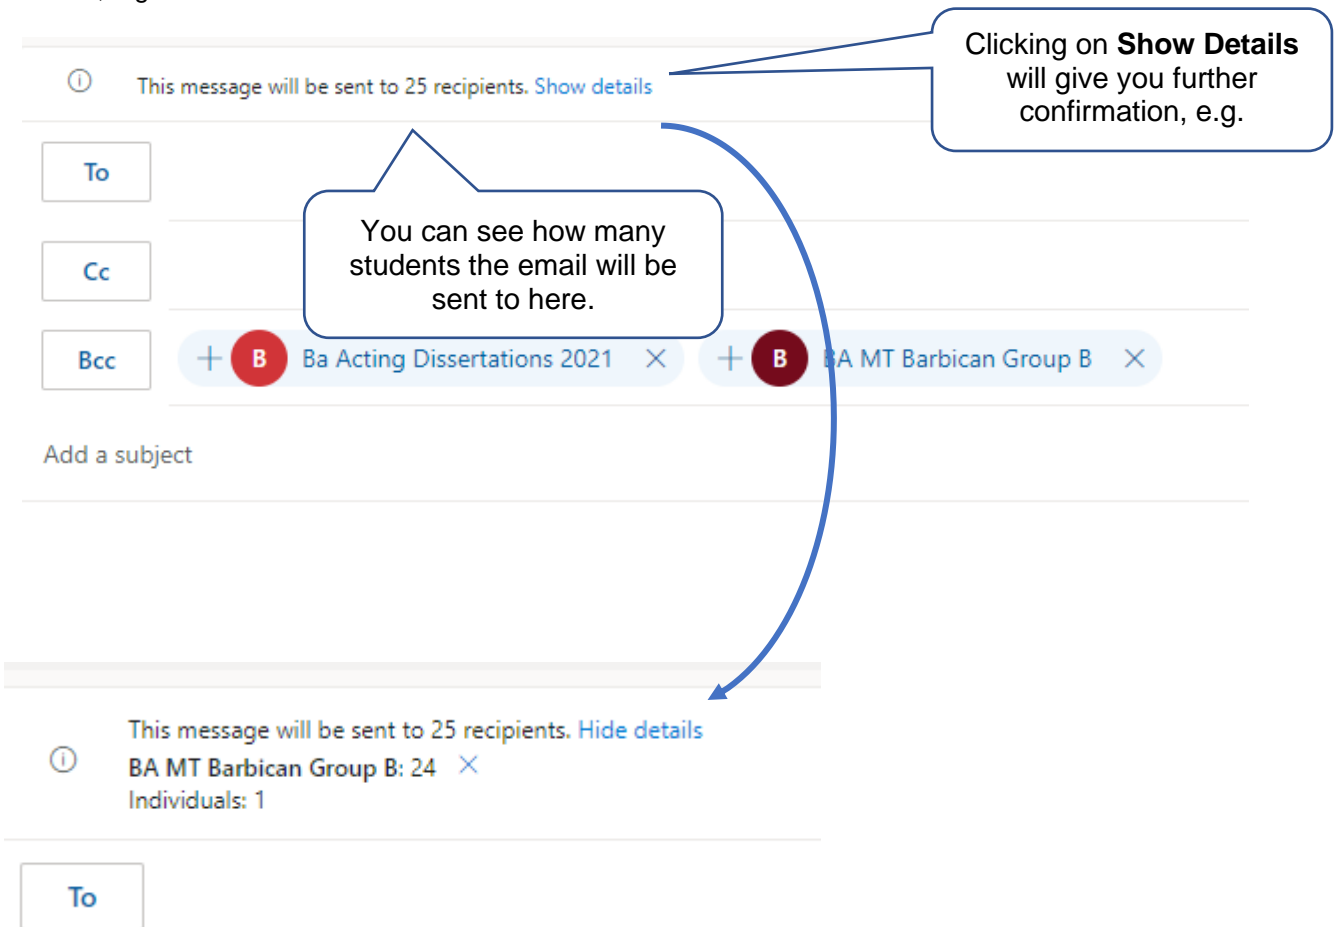 This message will be sent to 25 recipients. Show details
Clicking on Show Details
will give you further
confirmation, e.g.
To
You can see how many
students the email will be
sent to here.
Cc
Bcc
B Ba Acting Dissertations 2021
B BA MT Barbican Group B
Add a subject
This message will be sent to 25 recipients. Hide details
BA MT Barbican Group B: 24
Individuals: 1
To